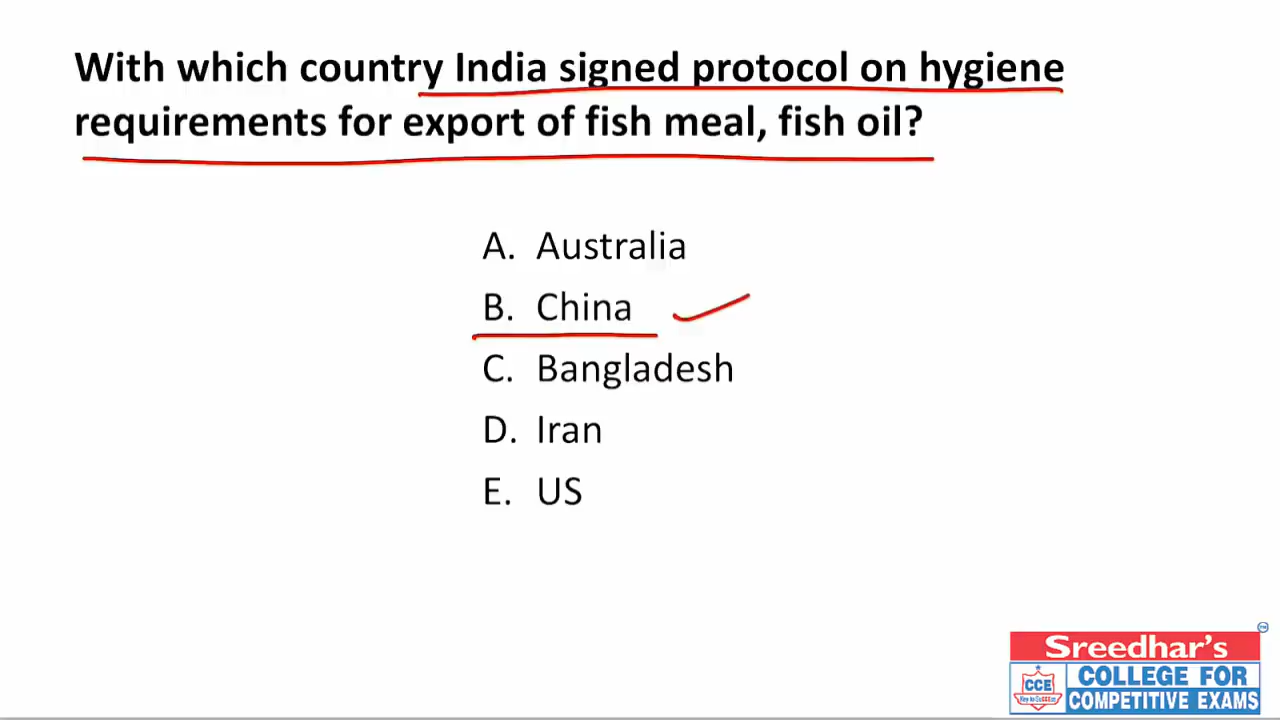 With which country India signed protocol on hygiene
requirements for export of fish meal, fish oil?
A. Australia
B. China
C. Bangladesh
D. Iran
E. US
Sreedhar's
CCE
COLLEGE FOR
COMPETITIVE EXAMS
TM